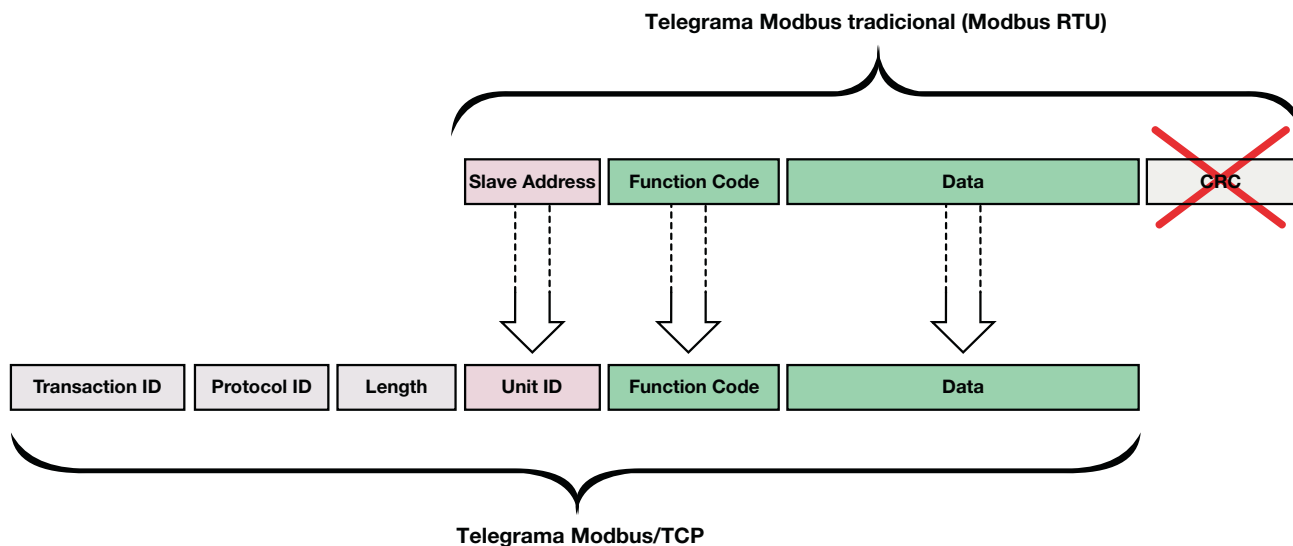 Telegrama Modbus tradicional (Modbus RTU)
Slave Address Function Code Data CRC
Transaction ID Protocol ID Length Unit ID Function Code Data
Telegrama Modbus/TCP